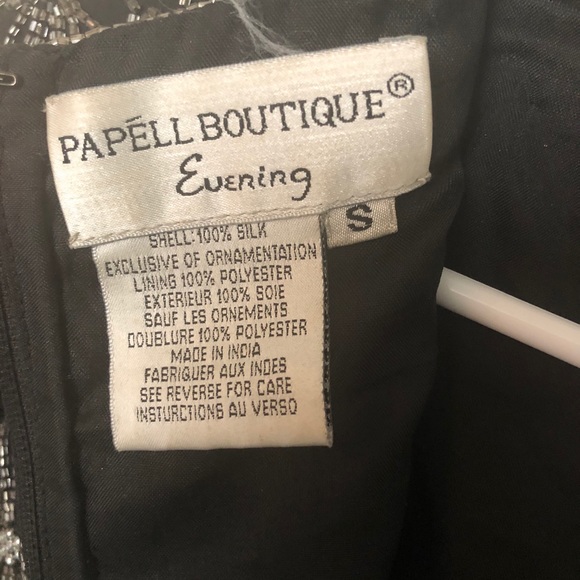 PAPÉLL BOUTIQUE®
Evening
S
SHELL: 100% SILK
EXCLUSIVE OF ORNAMENTATION
LINING 100% POLYESTER
EXTERIEUR 100% SOIE
SAUF LES ORNEMENTS
DOUBLURE 100% POLYESTER
MADE IN INDIA
FABRIQUER AUX INDES
SEE REVERSE FOR CARE
INSTURCTIONS AU VERSO